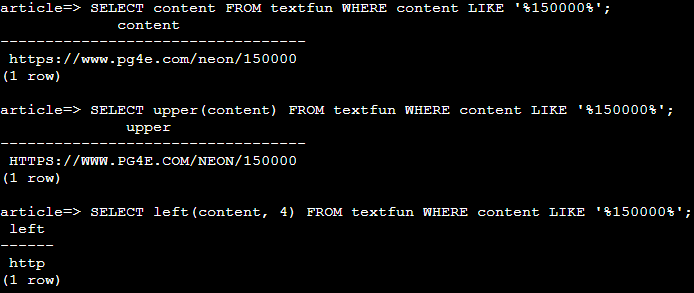 article=> SELECT content FROM textfun WHERE content LIKE '%150000%';
content
----------------------------------
https://www.pg4e.com/neon/150000
(1 row)
article=> SELECT upper(content) FROM textfun WHERE content LIKE '%150000%';
upper
----------------------------------
HTTPS://WWW.PG4E.COM/NEON/150000
(1 row)
article=> SELECT left(content, 4) FROM textfun WHERE content LIKE '%150000%';
left
------
http
(1 row)